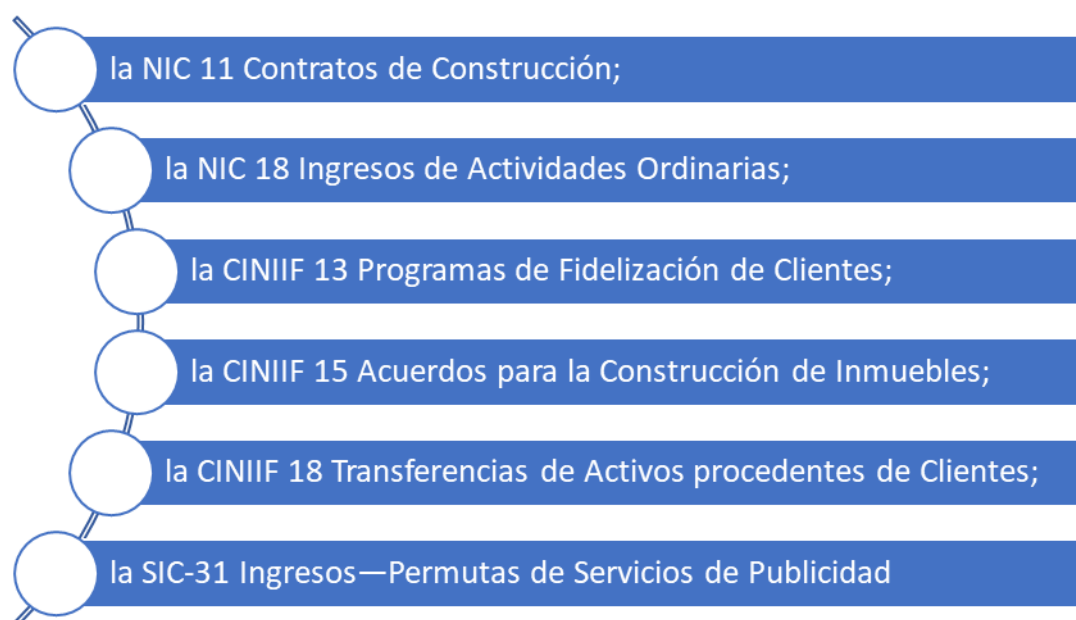 la NIC 11 Contratos de Construcción;
la NIC 18 Ingresos de Actividades Ordinarias;
la CINIIF 13 Programas de Fidelización de Clientes;
la CINIIF 15 Acuerdos para la Construcción de Inmuebles;
la CINIIF 18 Transferencias de Activos procedentes de Clientes;
la SIC-31 Ingresos—Permutas de Servicios de Publicidad